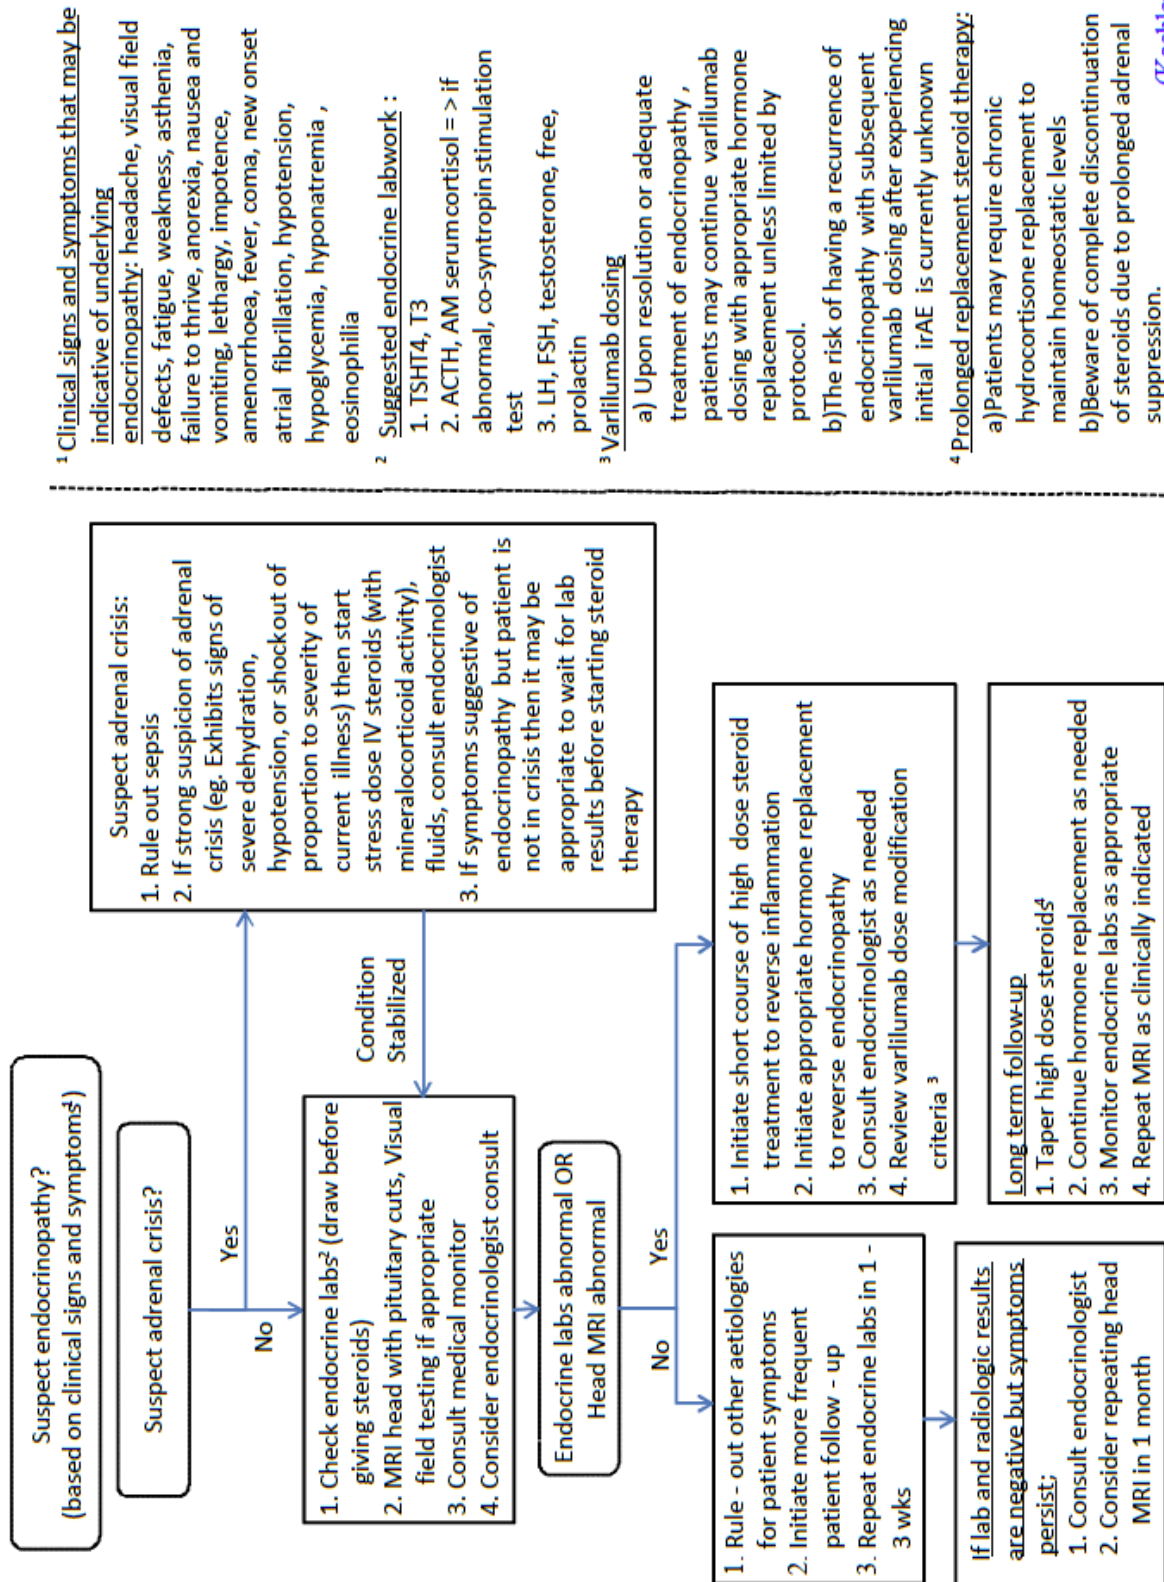 Suspect endocrinopathy?
(based on clinical signs and symptoms¹)
Suspect adrenal crisis?
Yes
No
Suspect adrenal crisis:
1. Rule out sepsis
2. If strong suspicion of adrenal
crisis (eg. Exhibits signs of
severe dehydration,
hypotension, or shockout of
proportion to severity of
current illness) then start
stress dose IV steroids (with
mineralocorticoid activity),
fluids, consult endocrinologist
3. If symptoms suggestive of
endocrinopathy but patient is
not in crisis then it may be
appropriate to wait for lab
results before starting steroid
therapy
Condition
Stabilized
1. Check endocrine labs² (draw before
giving steroids)
2. MRI head with pituitary cuts, Visual
field testing if appropriate
3. Consult medical monitor
4. Consider endocrinologist consult
Endocrine labs abnormal OR
Head MRI abnormal
No
Yes
1. Rule - out other aetiologies
for patient symptoms
2. Initiate more frequent
patient follow - up
3. Repeat endocrine labs in 1 -
3 wks
If lab and radiologic results
are negative but symptoms
persist;
1. Consult endocrinologist
2. Consider repeating head
MRI in 1 month
1. Initiate short course of high dose steroid
treatment to reverse inflammation
2. Initiate appropriate hormone replacement
to reverse endocrinopathy
3. Consult endocrinologist as needed
4. Review varlilumab dose modification
criteria ³
Long term follow-up
1. Taper high dose steroids⁴
2. Continue hormone replacement as needed
3. Monitor endocrine labs as appropriate
4. Repeat MRI as clinically indicated
¹ Clinical signs and symptoms that may be
indicative of underlying
endocrinopathy: headache, visual field
defects, fatigue, weakness, asthenia,
failure to thrive, anorexia, nausea and
vomiting, lethargy, impotence,
amenorrhoea, fever, coma, new onset
atrial fibrillation, hypotension,
hypoglycemia, hyponatremia ,
eosinophilia
² Suggested endocrine labwork :
1. TSHT4, T3
2. ACTH, AM serum cortisol = > if
abnormal, co-syntropin stimulation
test
3. LH, FSH, testosterone, free,
prolactin
³ Varlilumab dosing
a) Upon resolution or adequate
treatment of endocrinopathy ,
patients may continue varlilumab
dosing with appropriate hormone
replacement unless limited by
protocol.
b)The risk of having a recurrence of
endocrinopathy with subsequent
varlilumab dosing after experiencing
initial irAE is currently unknown
⁴ Prolonged replacement steroid therapy:
a)Patients may require chronic
hydrocortisone replacement to
maintain homeostatic levels
b)Beware of complete discontinuation
of steroids due to prolonged adrenal
suppression.